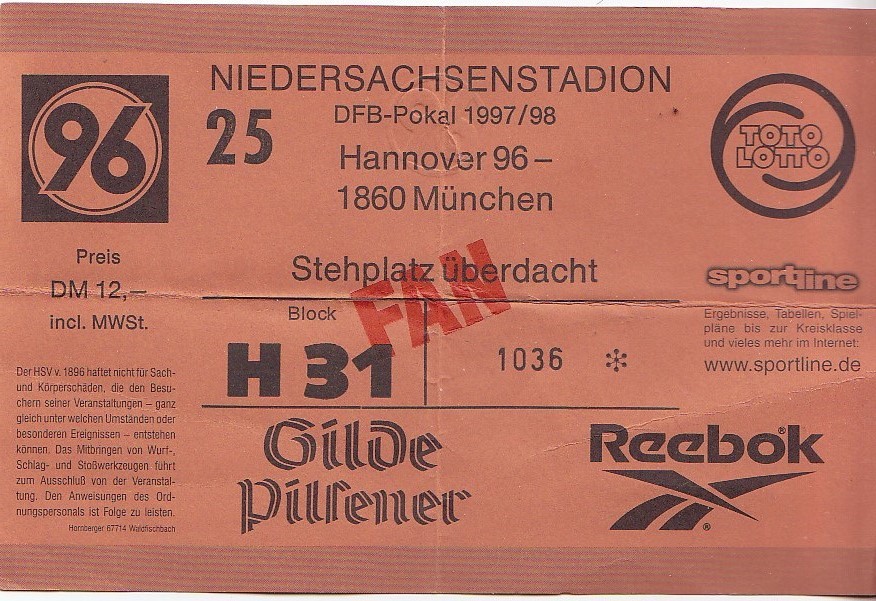 NIEDERSACHSENSTADION
96
25
DFB-Pokal 1997/98
Hannover 96 –
1860 München
TOTO
LOTTO
Preis
DM 12,–
incl. MWSt.
Stehplatz überdacht
FAN
Block
H 31
1036 *
sportline
Ergebnisse, Tabellen, Spiel-
pläne bis zur Kreisklasse
und vieles mehr im Internet:
www.sportline.de
Der HSV v. 1896 haftet nicht für Sach-
und Körperschäden, die den Besu-
chern seiner Veranstaltungen – ganz
gleich unter welchen Umständen oder
besonderen Ereignissen – entstehen
können. Das Mitbringen von Wurf-,
Schlag- und Stoßwerkzeugen führt
zum Ausschluß von der Veranstal-
tung. Den Anweisungen des Ord-
nungspersonals ist Folge zu leisten.
Hornberger 67714 Waldfischbach
Gilde
Pilsener
Reebok®
®